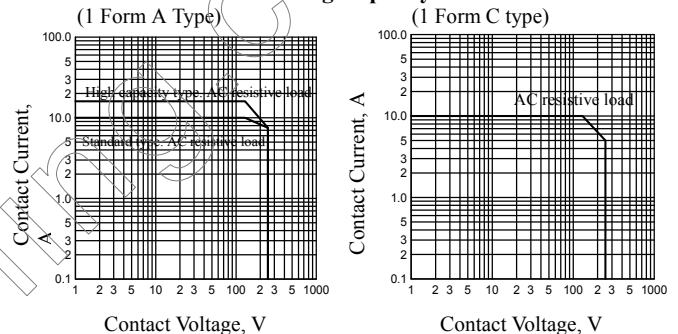 (1 Form A Type)
100.0
5
3
2
High capacity type. AC resistive load
10.0
Standard type. AC resistive load
5
3
2
1.0
5
3
2
0.1
1 2 3 5 10 2 3 5 100 2 3 5 1000
Contact Current, A
Contact Voltage, V
(1 Form C type)
100.0
5
3
2
AC resistive load
10.0
5
3
2
1.0
5
3
2
0.1
1 2 3 5 10 2 3 5 100 2 3 5 1000
Contact Current, A
Contact Voltage, V